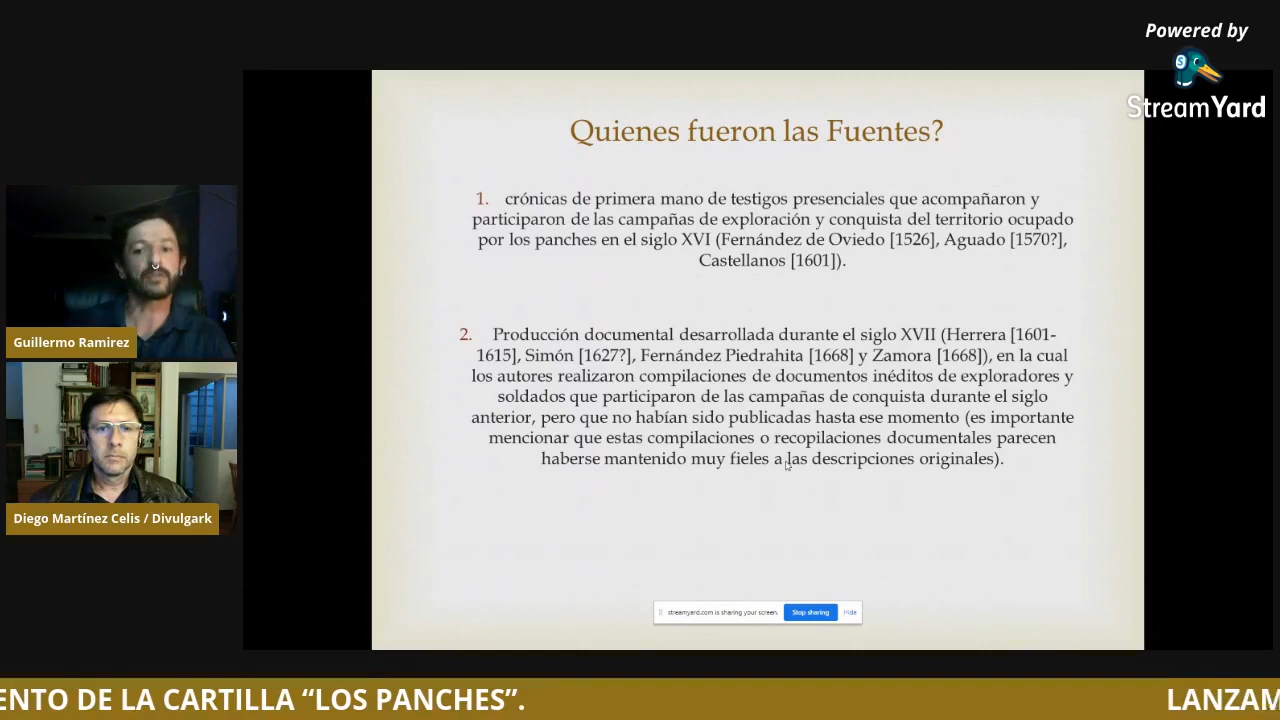 Powered by
StreamYard
Quienes fueron las Fuentes?
1. crónicas de primera mano de testigos presenciales que acompañaron y
participaron de las campañas de exploración y conquista del territorio ocupado
por los panches en el siglo XVI (Fernández de Oviedo [1526], Aguado [1570?],
Castellanos [1601]).
2. Producción documental desarrollada durante el siglo XVII (Herrera [1601-
1615], Simón [1627?], Fernández Piedrahita [1668] y Zamora [1668]), en la cual
los autores realizaron compilaciones de documentos inéditos de exploradores y
soldados que participaron de las campañas de conquista durante el siglo
anterior, pero que no habían sido publicadas hasta ese momento (es importante
mencionar que estas compilaciones o recopilaciones documentales parecen
haberse mantenido muy fieles a las descripciones originales).
Guillermo Ramirez
Diego Martínez Celis / Divulgark
streamyard.com is sharing your screen. Stop sharing Hide
ENTO DE LA CARTILLA “LOS PANCHES”. LANZAM